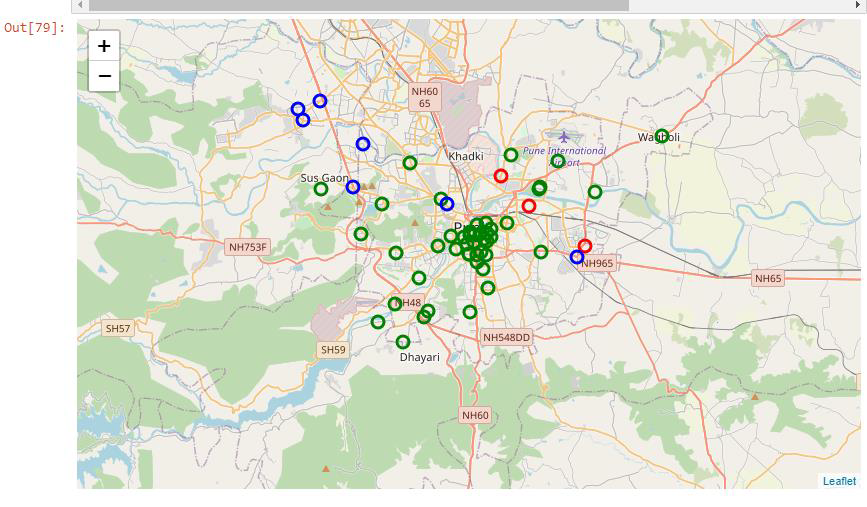 Out[79]:
+
−
NH60
65
Khadki
Wagholi
Pune International
Airport
Sus Gaon
NH753F
NH965
NH65
NH48
SH57
SH59
NH548DD
Dhayari
NH60
Leaflet